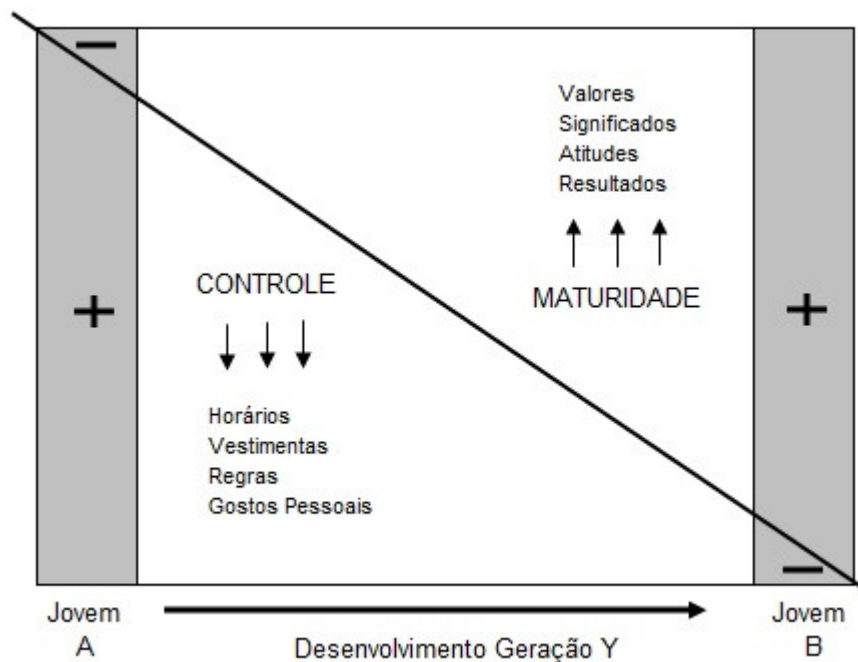 Valores
Significados
Atitudes
Resultados
CONTROLE
MATURIDADE
Horários
Vestimentas
Regras
Gostos Pessoais
Jovem
A
Desenvolvimento Geração Y
Jovem
B